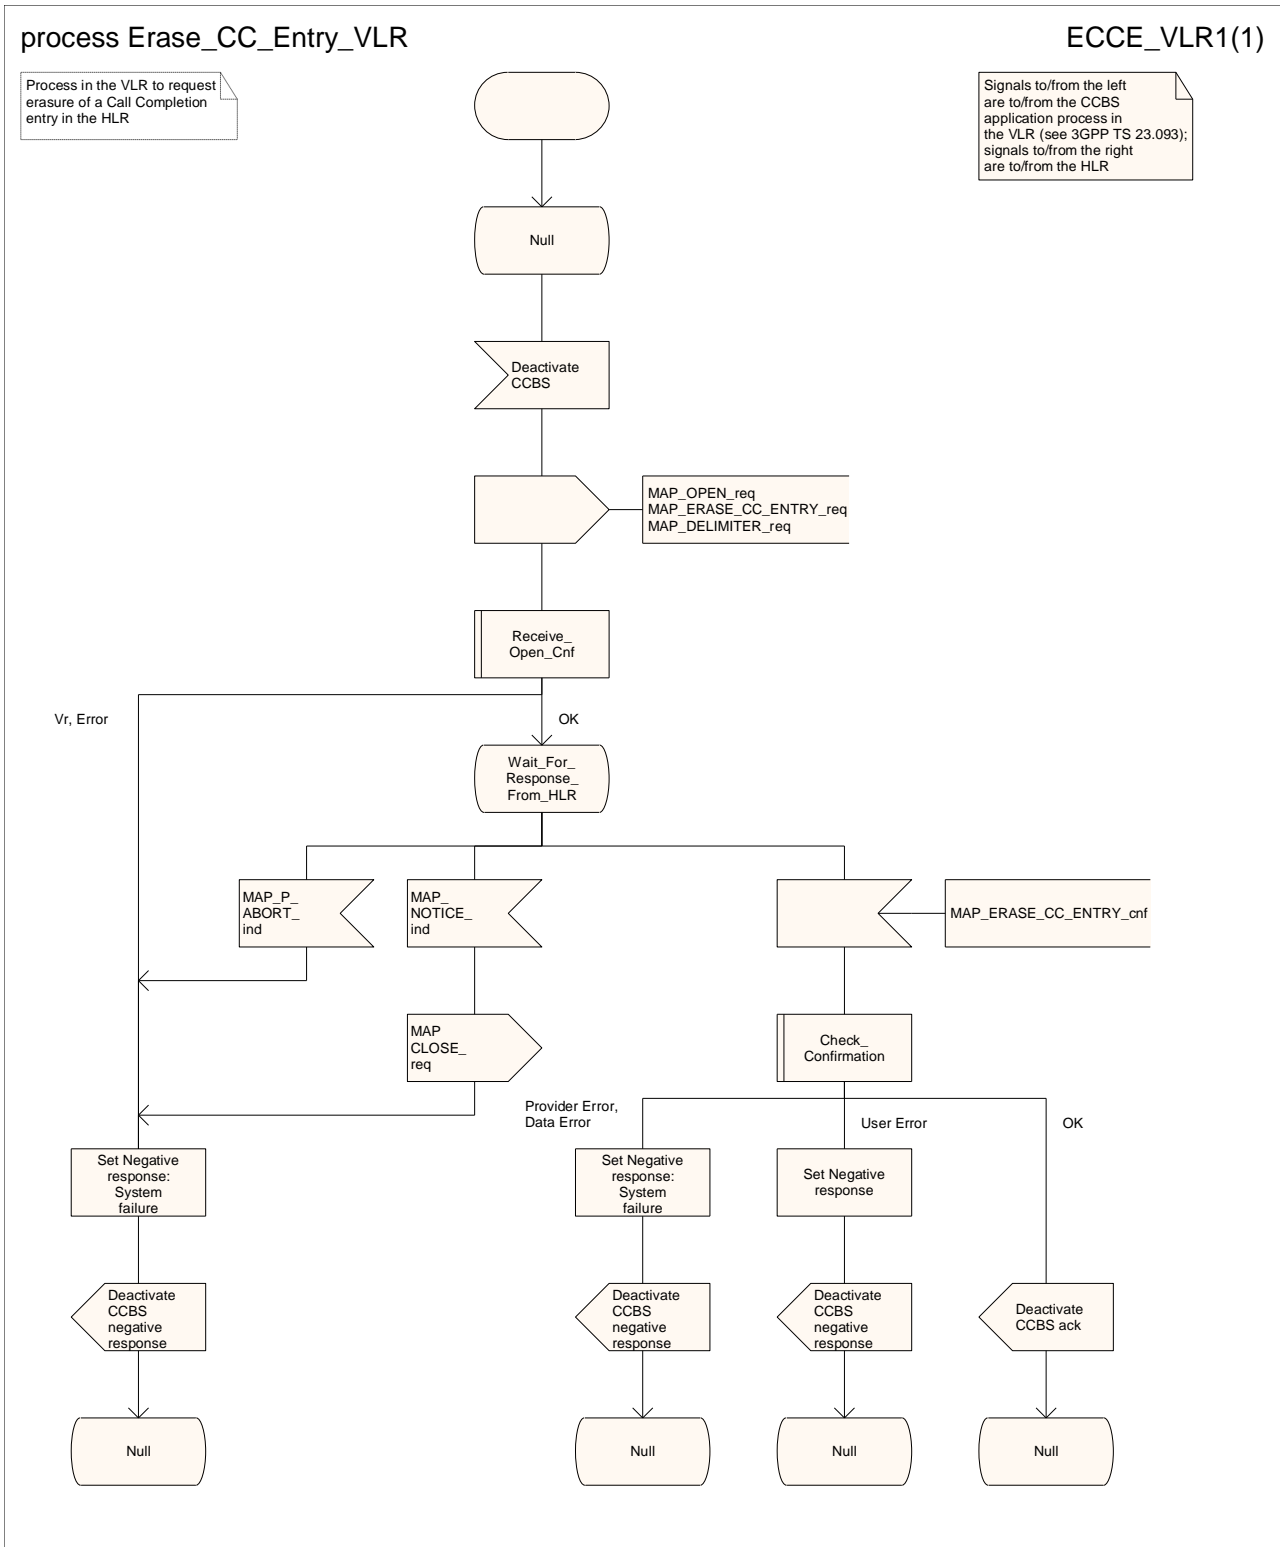 process Erase_CC_Entry_VLR
ECCE_VLR1(1)
Process in the VLR to request
erasure of a Call Completion
entry in the HLR
Signals to/from the left
are to/from the CCBS
application process in
the VLR (see 3GPP TS 23.093);
signals to/from the right
are to/from the HLR
Null
Deactivate
CCBS
MAP_OPEN_req
MAP_ERASE_CC_ENTRY_req
MAP_DELIMITER_req
Receive_
Open_Cnf
Vr, Error
OK
Wait_For_
Response_
From_HLR
MAP_P_
ABORT_
ind
MAP_
NOTICE_
ind
MAP_ERASE_CC_ENTRY_cnf
MAP
CLOSE_
req
Check_
Confirmation
Provider Error,
Data Error
User Error
OK
Set Negative
response:
System
failure
Set Negative
response:
System
failure
Set Negative
response
Deactivate
CCBS
negative
response
Deactivate
CCBS
negative
response
Deactivate
CCBS
negative
response
Deactivate
CCBS ack
Null
Null
Null
Null